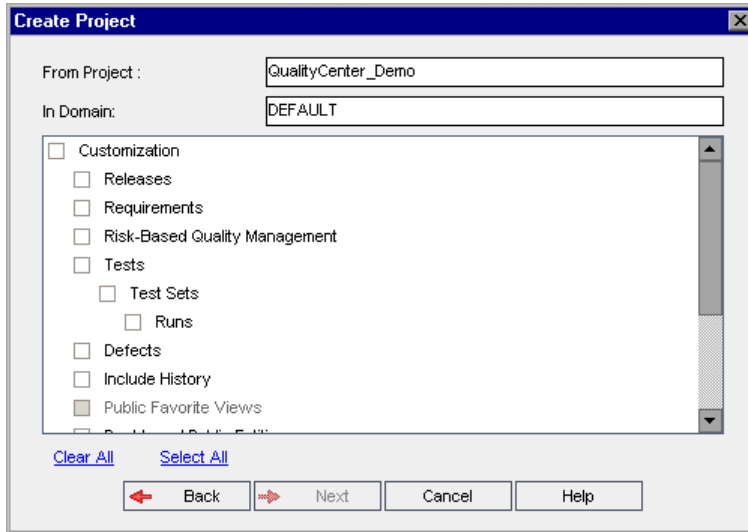 Create Project
From Project : QualityCenter_Demo
In Domain: DEFAULT
Customization
Releases
Requirements
Risk-Based Quality Management
Tests
Test Sets
Runs
Defects
Include History
Public Favorite Views
Clear All Select All
Back Next Cancel Help